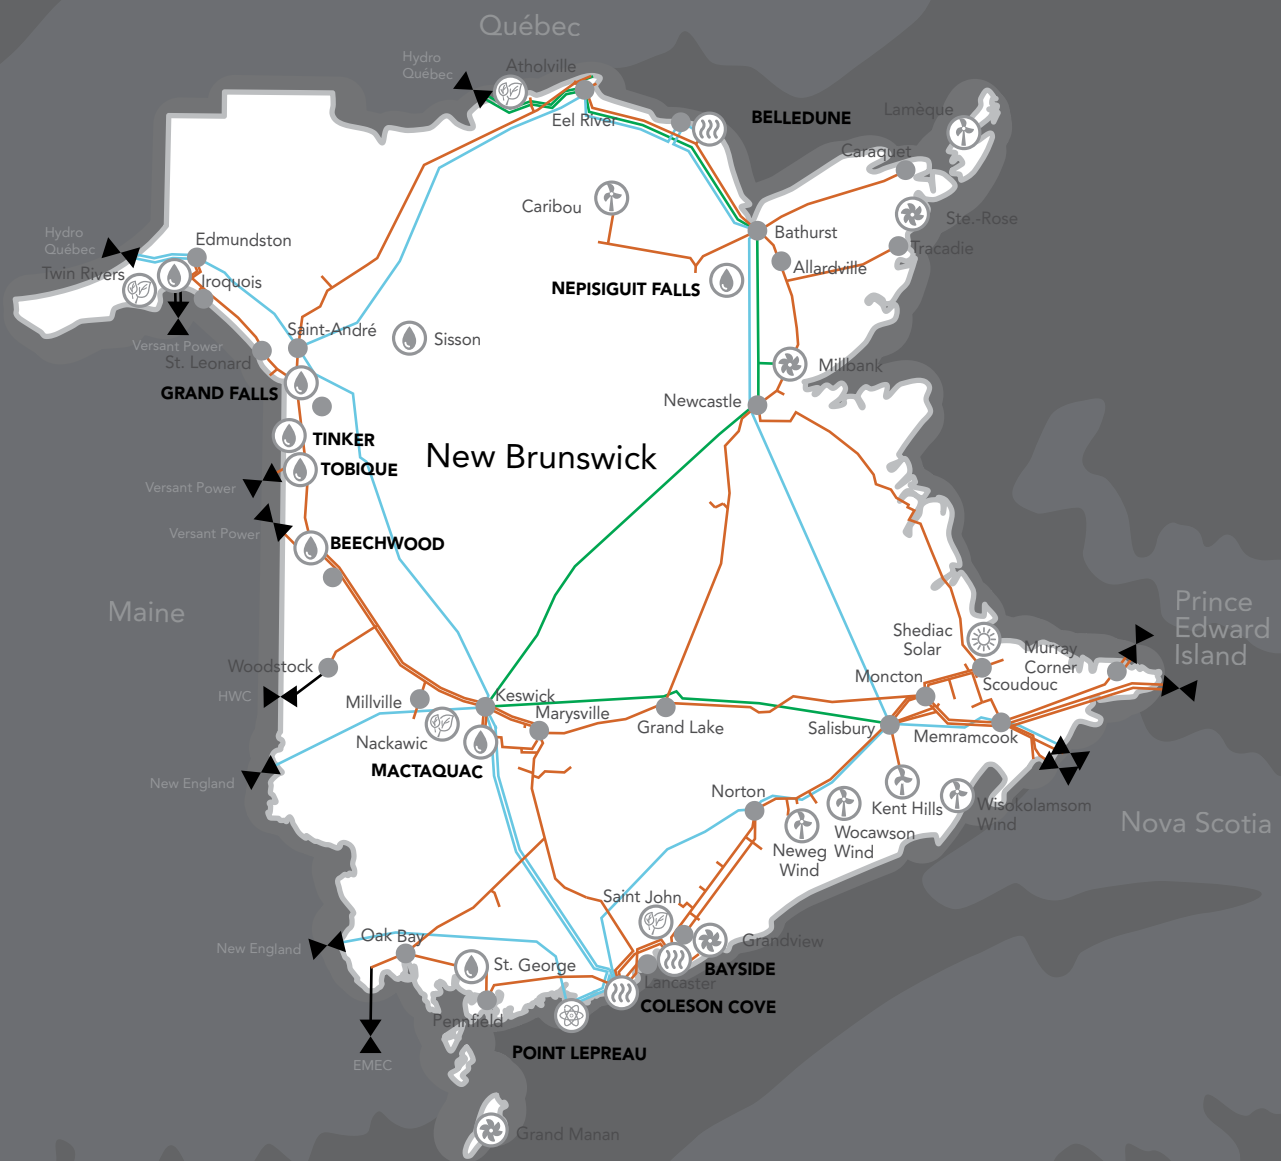 Québec
Hydro
Québec
Atholville
Eel River
BELLEDUNE
Lamèque
Caraquet
Caribou
Ste.-Rose
Bathurst
Tracadie
Allardville
NEPISIGUIT FALLS
Hydro
Québec
Edmundston
Twin Rivers
Iroquois
Versant Power
Saint-André
St. Leonard
Sisson
Millbank
GRAND FALLS
Newcastle
TINKER
New Brunswick
TOBIQUE
Versant Power
Versant Power
BEECHWOOD
Maine
Prince
Edward
Island
Shediac
Solar
Murray
Corner
Woodstock
HWC
Moncton
Scoudouc
Millville
Keswick
Marysville
Nackawic
Grand Lake
Salisbury
Memramcook
MACTAQUAC
New England
Norton
Kent Hills
Wisokolamsom
Wind
Wocawson
Wind
Neweg
Wind
Nova Scotia
Saint John
New England
Oak Bay
Grandview
St. George
BAYSIDE
Lancaster
COLESON COVE
Pennfield
POINT LEPREAU
EMEC
Grand Manan